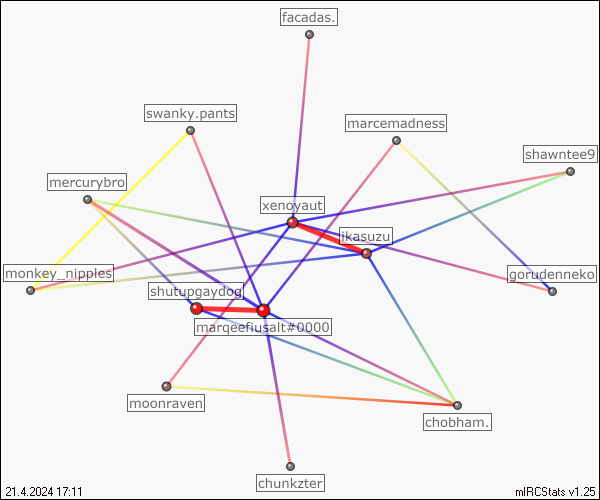 facadas.
swanky.pants
marcemadness
shawntee9
mercurybro
xenoyaut
ikasuzu
monkey_nipples
gorudenneko
shutupgaydog
marqeefiusalt#0000
moonraven
chobham.
chunkzter
21.4.2024 17:11
mIRCStats v1.25